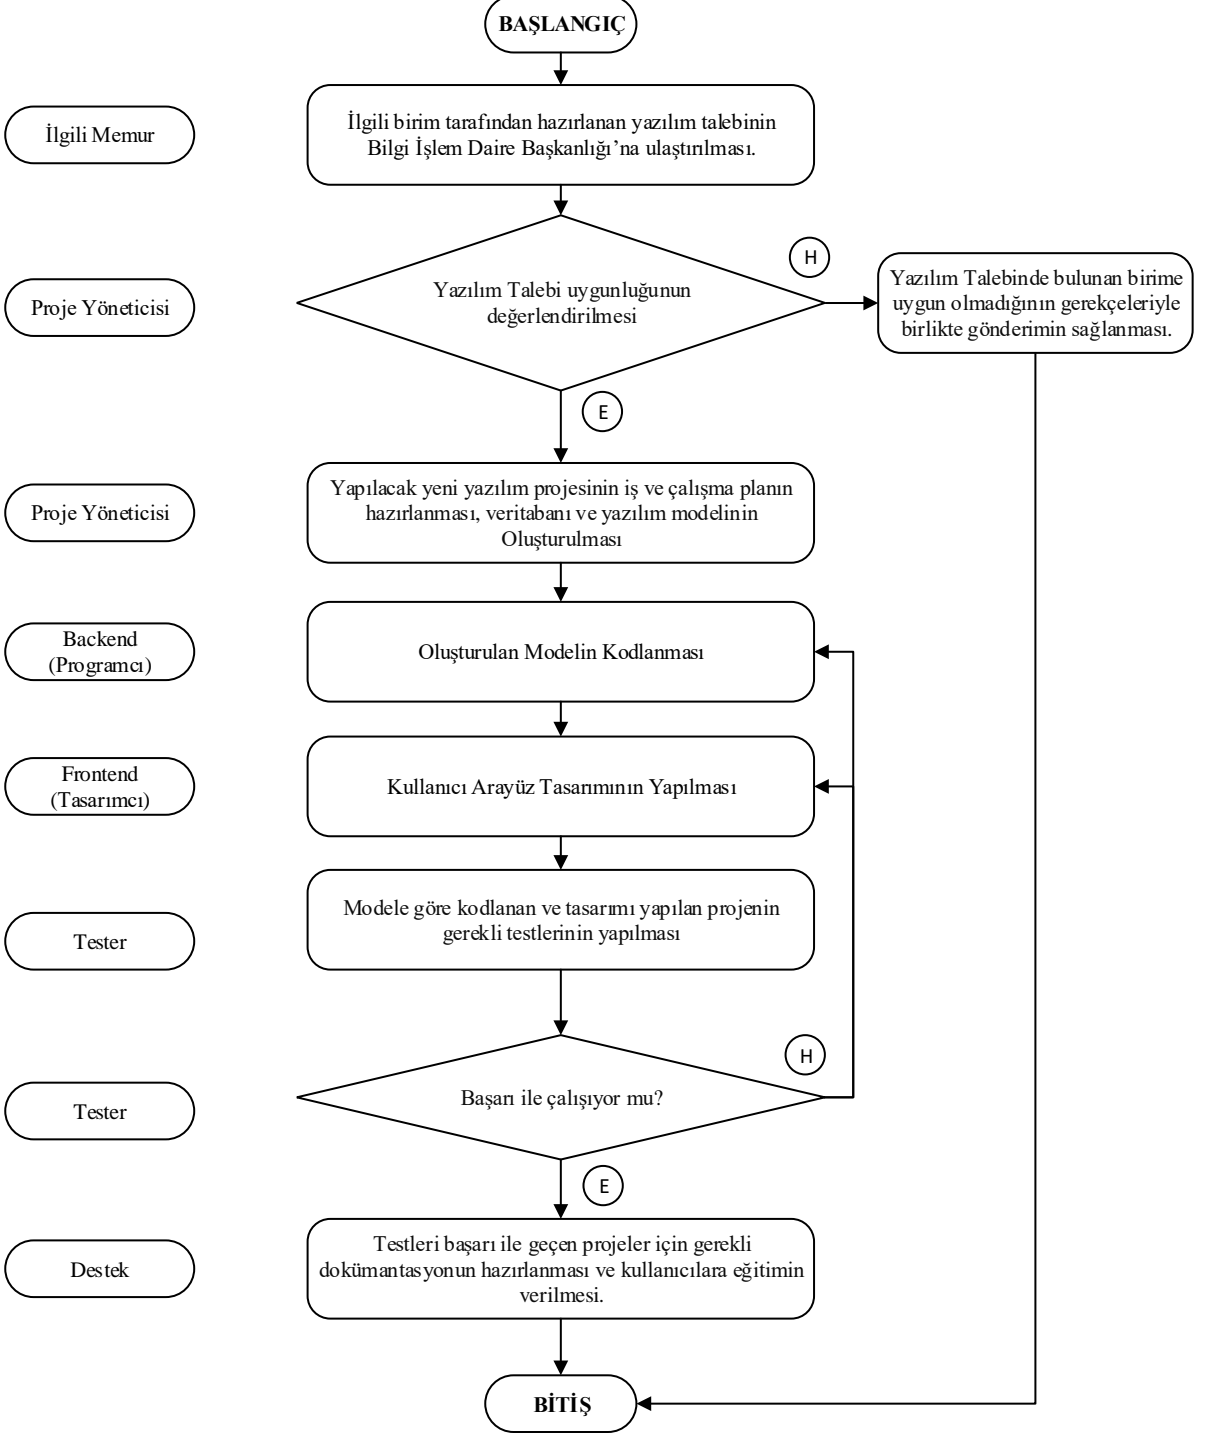 BAŞLANGIÇ
İlgili Memur
İlgili birim tarafından hazırlanan yazılım talebinin
Bilgi İşlem Daire Başkanlığı’na ulaştırılması.
Proje Yöneticisi
Yazılım Talebi uygunluğunun
değerlendirilmesi
H
Yazılım Talebinde bulunan birime
uygun olmadığının gerekçeleriyle
birlikte gönderimin sağlanması.
E
Proje Yöneticisi
Yapılacak yeni yazılım projesinin iş ve çalışma planın
hazırlanması, veritabanı ve yazılım modelinin
Oluşturulması
Backend
(Programcı)
Oluşturulan Modelin Kodlanması
Frontend
(Tasarımcı)
Kullanıcı Arayüz Tasarımının Yapılması
Tester
Modele göre kodlanan ve tasarımı yapılan projenin
gerekli testlerinin yapılması
Tester
Başarı ile çalışıyor mu?
H
E
Destek
Testleri başarı ile geçen projeler için gerekli
dokümantasyonun hazırlanması ve kullanıcılara eğitimin
verilmesi.
BİTİŞ